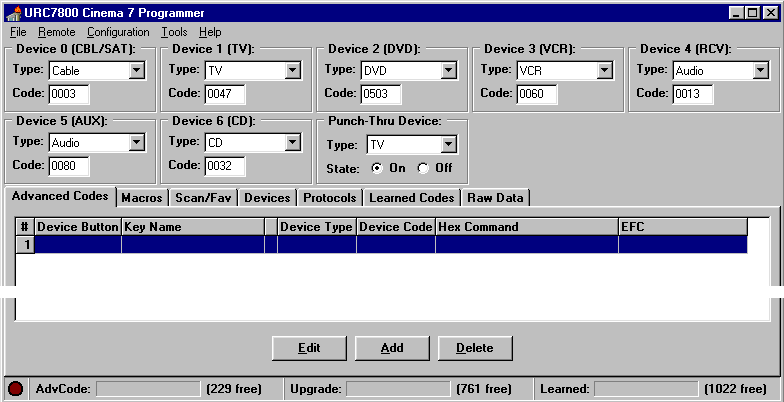 URC7800 Cinema 7 Programmer
File Remote Configuration Tools Help
Device 0 (CBL/SAT): Device 1 (TV): Device 2 (DVD): Device 3 (VCR): Device 4 (RCV):
Type: Cable Type: TV Type: DVD Type: VCR Type: Audio
Code: 0003 Code: 0047 Code: 0503 Code: 0060 Code: 0013
Device 5 (AUX): Device 6 (CD): Punch-Thru Device:
Type: Audio Type: CD Type: TV
Code: 0080 Code: 0032 State: On Off
Advanced Codes Macros Scan/Fav Devices Protocols Learned Codes Raw Data
# Device Button Key Name Device Type Device Code Hex Command EFC
1
Edit Add Delete
AdvCode: (229 free) Upgrade: (761 free) Learned: (1022 free)